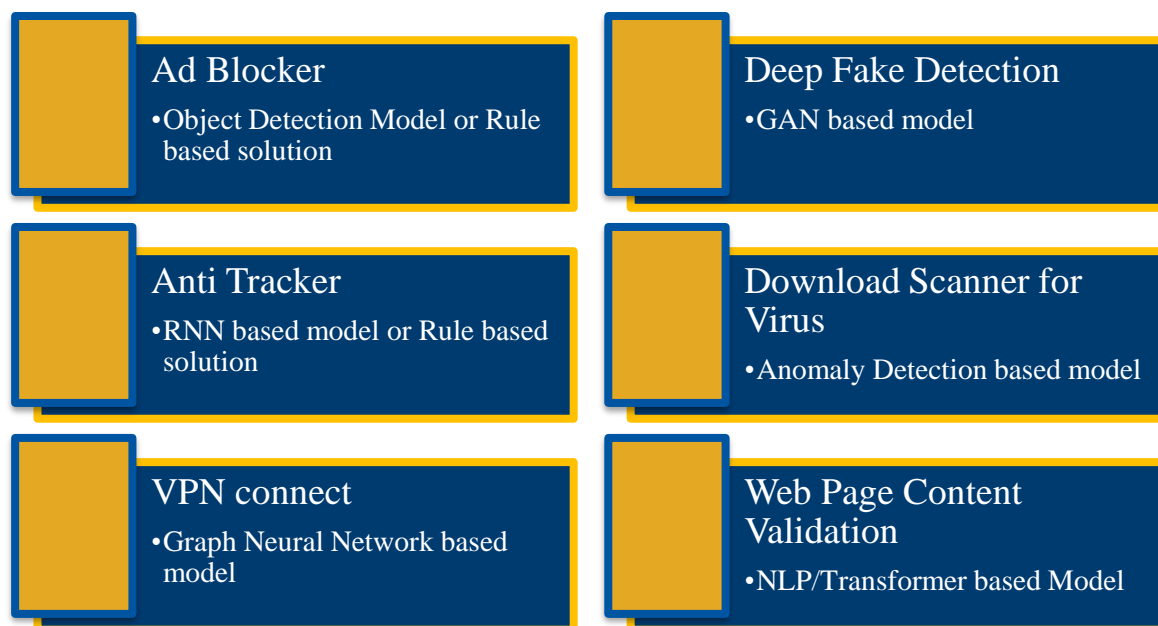 Ad Blocker
•Object Detection Model or Rule
based solution
Deep Fake Detection
•GAN based model
Anti Tracker
•RNN based model or Rule based
solution
Download Scanner for
Virus
•Anomaly Detection based model
VPN connect
•Graph Neural Network based
model
Web Page Content
Validation
•NLP/Transformer based Model